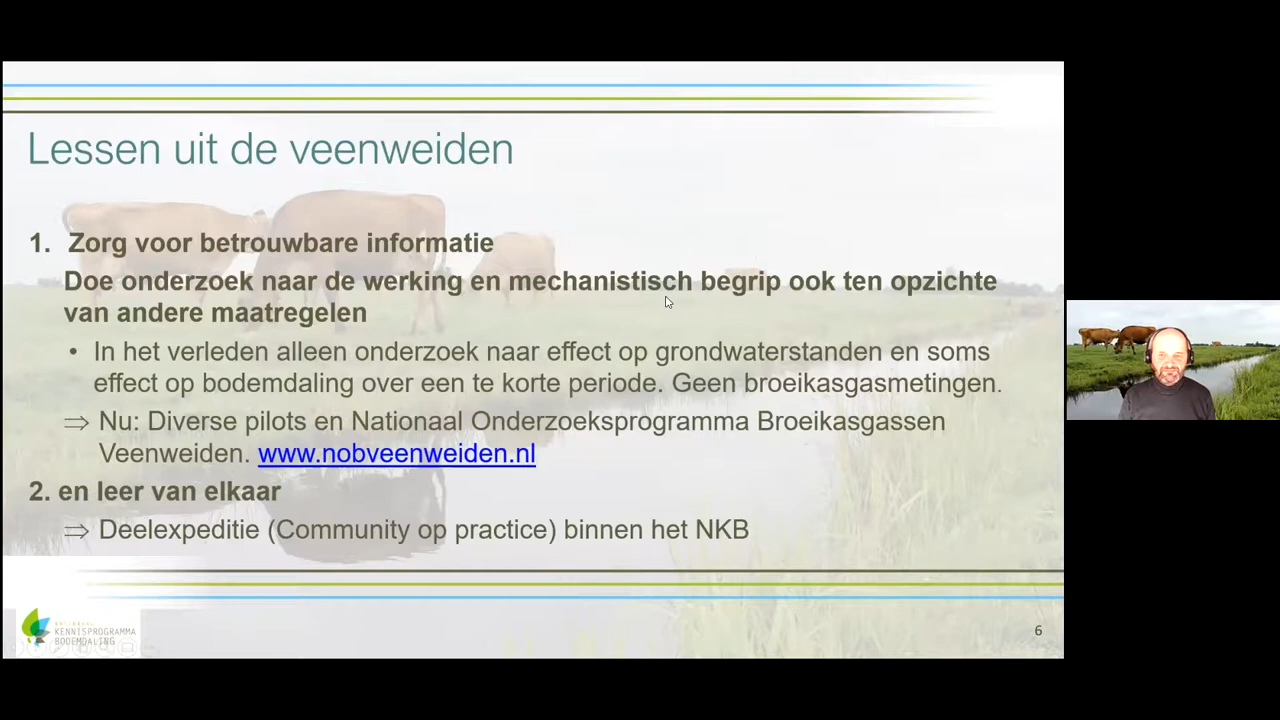 Lessen uit de veenweiden
1. Zorg voor betrouwbare informatie
Doe onderzoek naar de werking en mechanistisch begrip ook ten opzichte
van andere maatregelen
• In het verleden alleen onderzoek naar effect op grondwaterstanden en soms
effect op bodemdaling over een te korte periode. Geen broeikasgasmetingen.
⇒ Nu: Diverse pilots en Nationaal Onderzoeksprogramma Broeikasgassen
Veenweiden. www.nobveenweiden.nl
2. en leer van elkaar
⇒ Deelexpeditie (Community op practice) binnen het NKB
KENNISPROGRAMMA
BODEMDALING
6